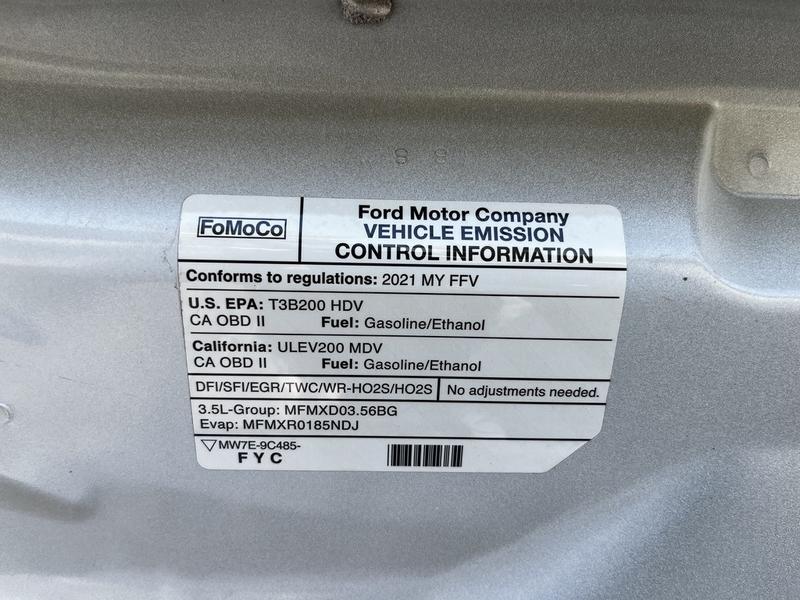 8 8
FoMoCo
Ford Motor Company
VEHICLE EMISSION
CONTROL INFORMATION
Conforms to regulations: 2021 MY FFV
U.S. EPA: T3B200 HDV
CA OBD II Fuel: Gasoline/Ethanol
California: ULEV200 MDV
CA OBD II Fuel: Gasoline/Ethanol
DFI/SFI/EGR/TWC/WR-HO2S/HO2S No adjustments needed.
3.5L-Group: MFMXD03.56BG
Evap: MFMXR0185NDJ
MW7E-9C485-
F Y C